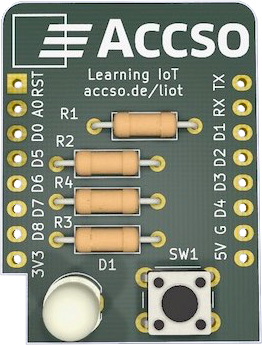 Accso
Learning IoT
accso.de/liot
RST
A0
D0
D5
D6
D7
D8
3V3
TX
RX
D1
D2
D3
D4
G
5V
R1
R2
R4
R3
D1
SW1